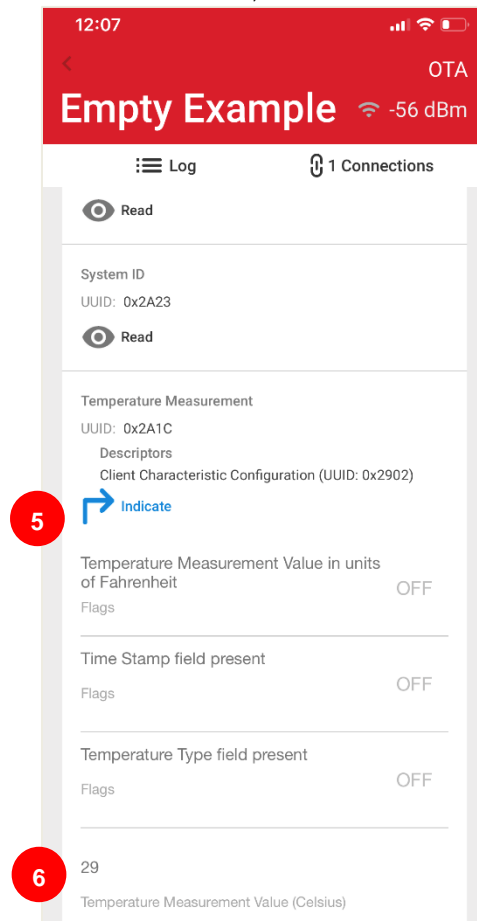 12:07
OTA
Empty Example -56 dBm
Log 1 Connections
Read
System ID
UUID: 0x2A23
Read
Temperature Measurement
UUID: 0x2A1C
Descriptors
Client Characteristic Configuration (UUID: 0x2902)
5 Indicate
Temperature Measurement Value in units
of Fahrenheit
OFF
Flags
Time Stamp field present
OFF
Flags
Temperature Type field present
OFF
Flags
6 29
Temperature Measurement Value (Celsius)